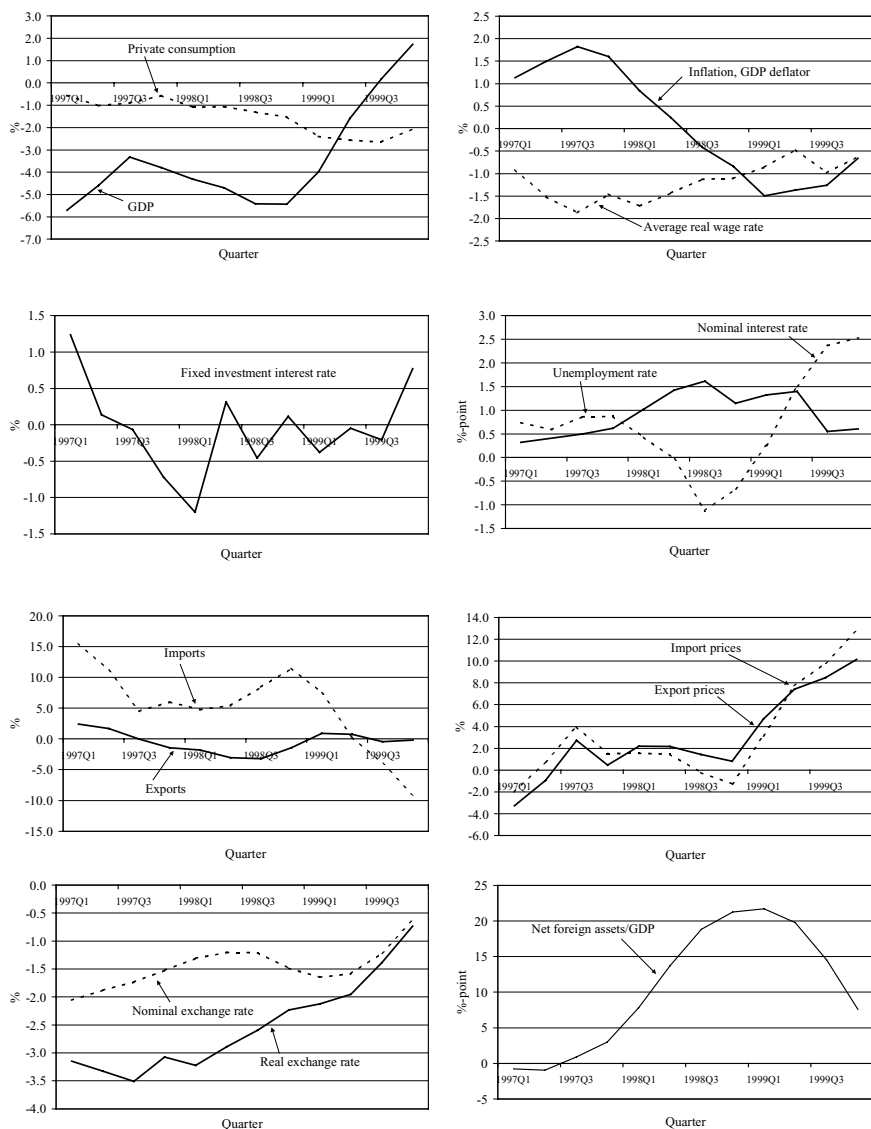 3.0
2.0
1.0
0.0
-1.0
-2.0
-3.0
-4.0
-5.0
-6.0
-7.0
%
Private consumption
1997Q1 1997Q3 1998Q1 1998Q3 1999Q1 1999Q3
GDP
Quarter
2.5
2.0
1.5
1.0
0.5
0.0
-0.5
-1.0
-1.5
-2.0
-2.5
%
Inflation, GDP deflator
1997Q1 1997Q3 1998Q1 1998Q3 1999Q1 1999Q3
Average real wage rate
Quarter
1.5
1.0
0.5
0.0
-0.5
-1.0
-1.5
%
Fixed investment interest rate
1997Q1 1997Q3 1998Q1 1998Q3 1999Q1 1999Q3
Quarter
3.0
2.5
2.0
1.5
1.0
0.5
0.0
-0.5
-1.0
-1.5
%-point
Nominal interest rate
Unemployment rate
1997Q1 1997Q3 1998Q1 1998Q3 1999Q1 1999Q3
Quarter
20.0
15.0
10.0
5.0
0.0
-5.0
-10.0
-15.0
%
Imports
1997Q1 1997Q3 1998Q1 1998Q3 1999Q1 1999Q3
Exports
Quarter
14.0
12.0
10.0
8.0
6.0
4.0
2.0
0.0
-2.0
-4.0
-6.0
%
Import prices
Export prices
1997Q1 1997Q3 1998Q1 1998Q3 1999Q1 1999Q3
Quarter
0.0
-0.5
-1.0
-1.5
-2.0
-2.5
-3.0
-3.5
-4.0
%
1997Q1 1997Q3 1998Q1 1998Q3 1999Q1 1999Q3
Nominal exchange rate
Real exchange rate
Quarter
25
20
15
10
5
0
-5
%-point
Net foreign assets/GDP
1997Q1 1997Q3 1998Q1 1998Q3 1999Q1 1999Q3
Quarter